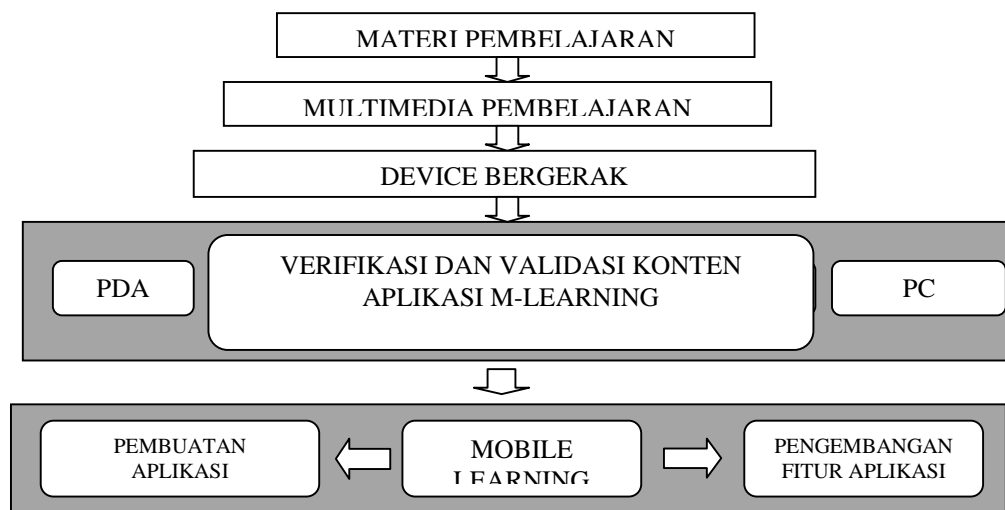 MATERI PEMBELAJARAN
MULTIMEDIA PEMBELAJARAN
DEVICE BERGERAK
PDA
VERIFIKASI DAN VALIDASI KONTEN
APLIKASI M-LEARNING
PC
PEMBUATAN
APLIKASI
MOBILE
LEARNING
PENGEMBANGAN
FITUR APLIKASI